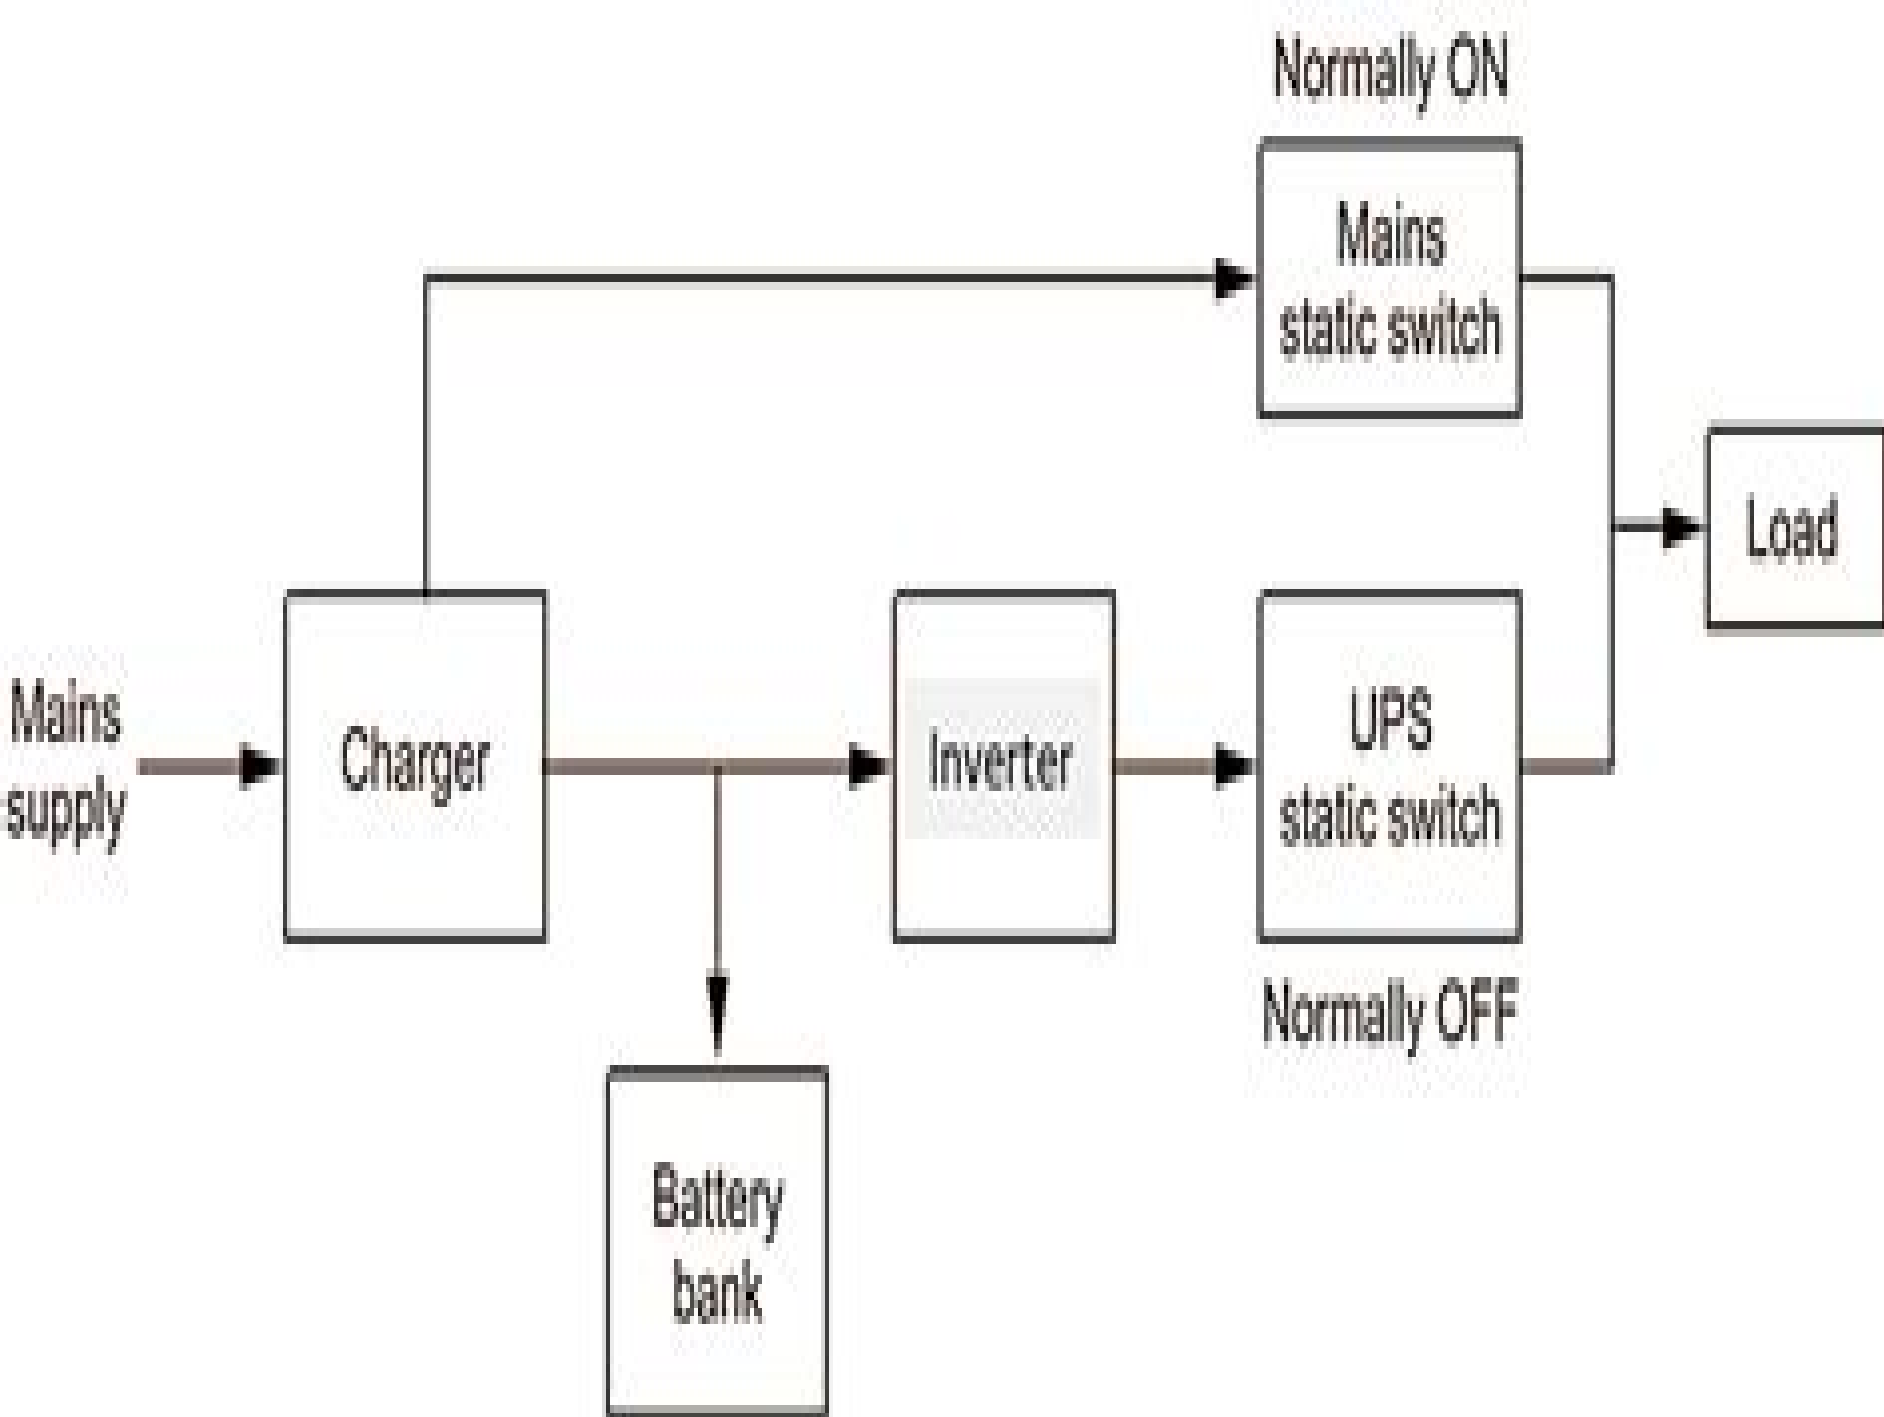 Normally ON
Mains
static switch
Load
Mains
supply
Charger
Inverter
UPS
static switch
Normally OFF
Battery
bank